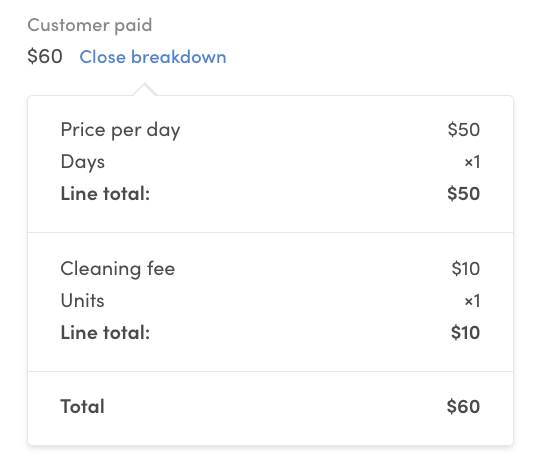 Customer paid
$60 Close breakdown
Price per day $50
Days ×1
Line total: $50
Cleaning fee $10
Units ×1
Line total: $10
Total $60